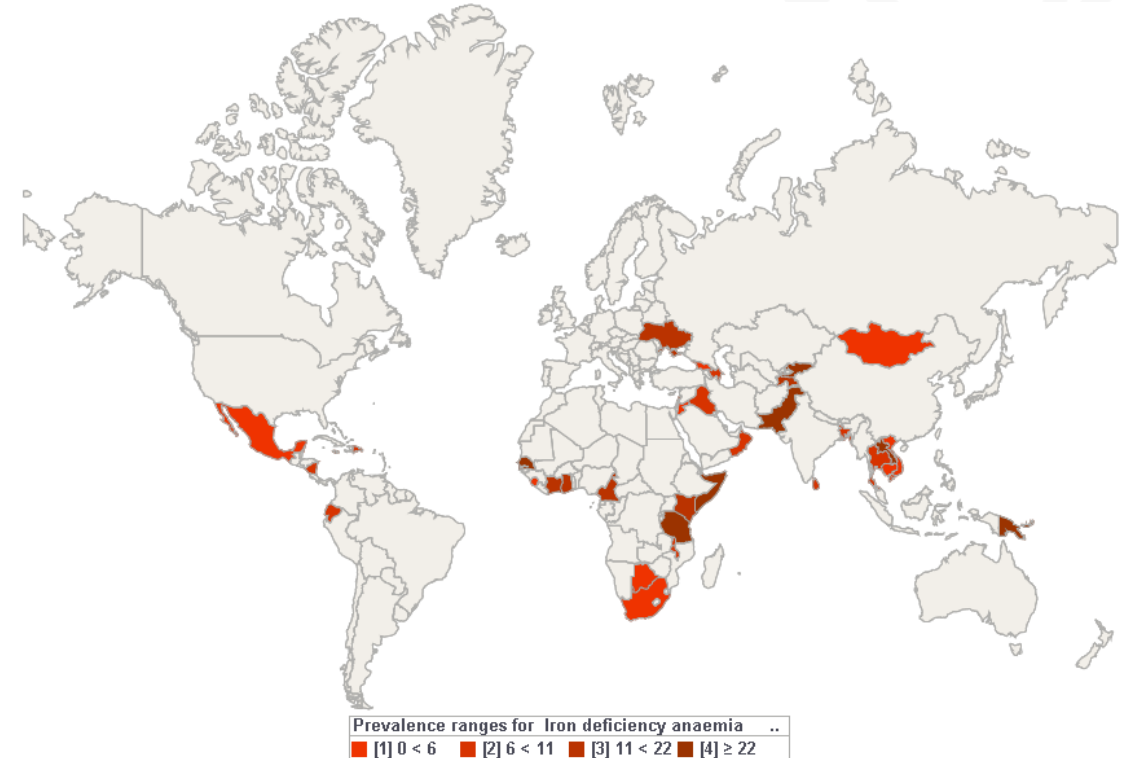 Prevalence ranges for Iron deficiency anaemia ..
[1] 0 < 6 [2] 6 < 11 [3] 11 < 22 [4] ≥ 22